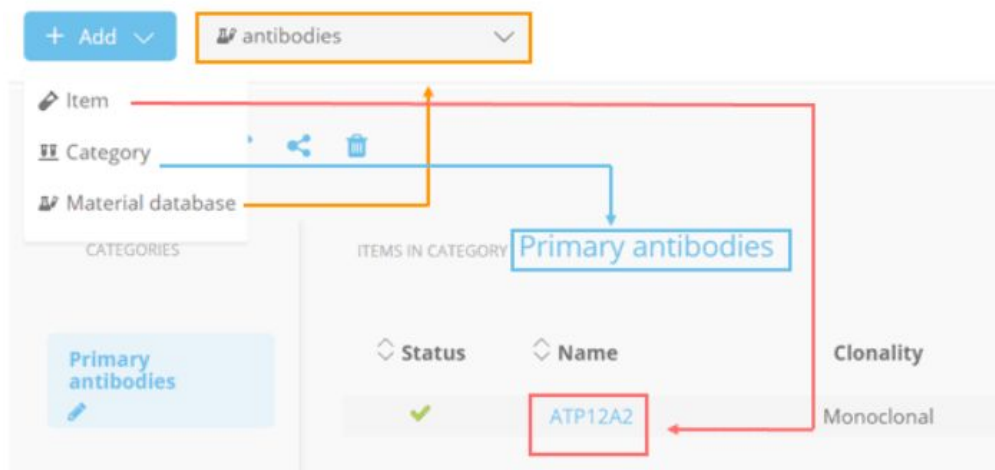 + Add
antibodies
Item
Category
Material database
CATEGORIES
ITEMS IN CATEGORY Primary antibodies
Primary
antibodies
Status Name Clonality
ATP12A2 Monoclonal